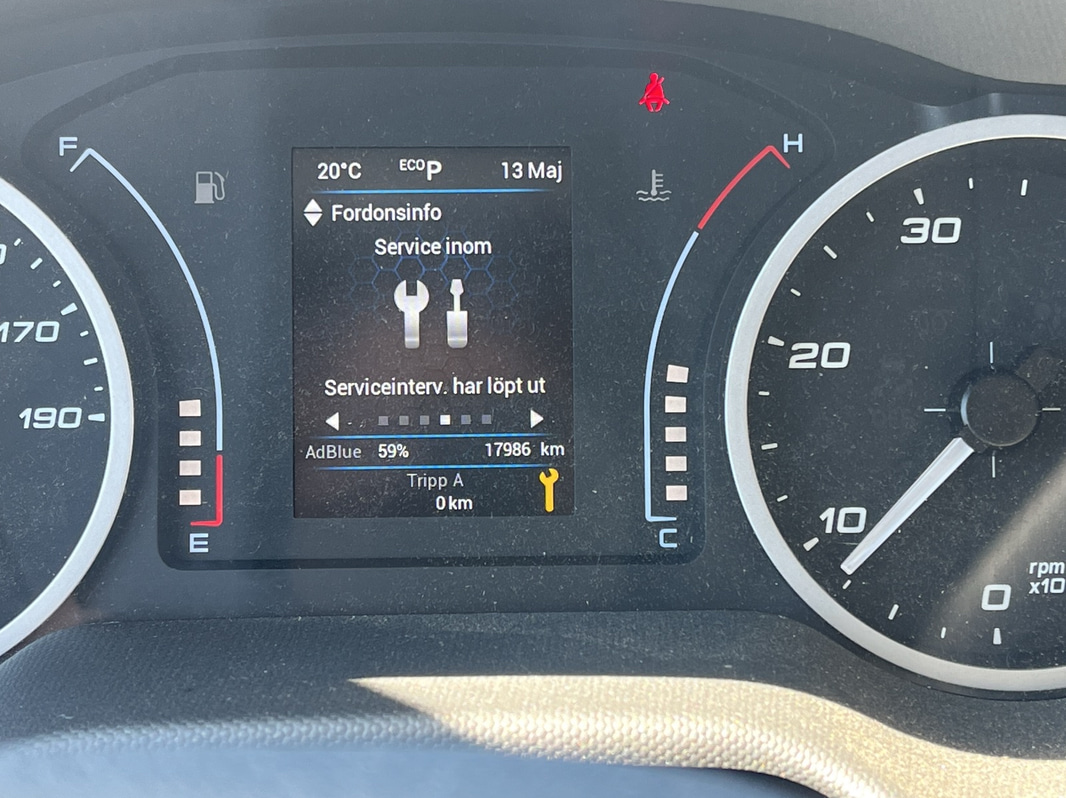 F
20°C ECO P 13 Maj
H
Fordonsinfo
Service inom
30
170
20
Serviceinterv. har löpt ut
190
AdBlue 59% 17986 km
Tripp A
0 km
10
E
C
rpm
0